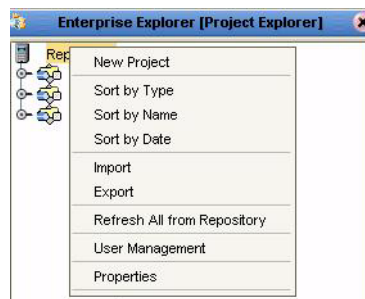 Enterprise Explorer [Project Explorer]
Rep
New Project
Sort by Type
Sort by Name
Sort by Date
Import
Export
Refresh All from Repository
User Management
Properties